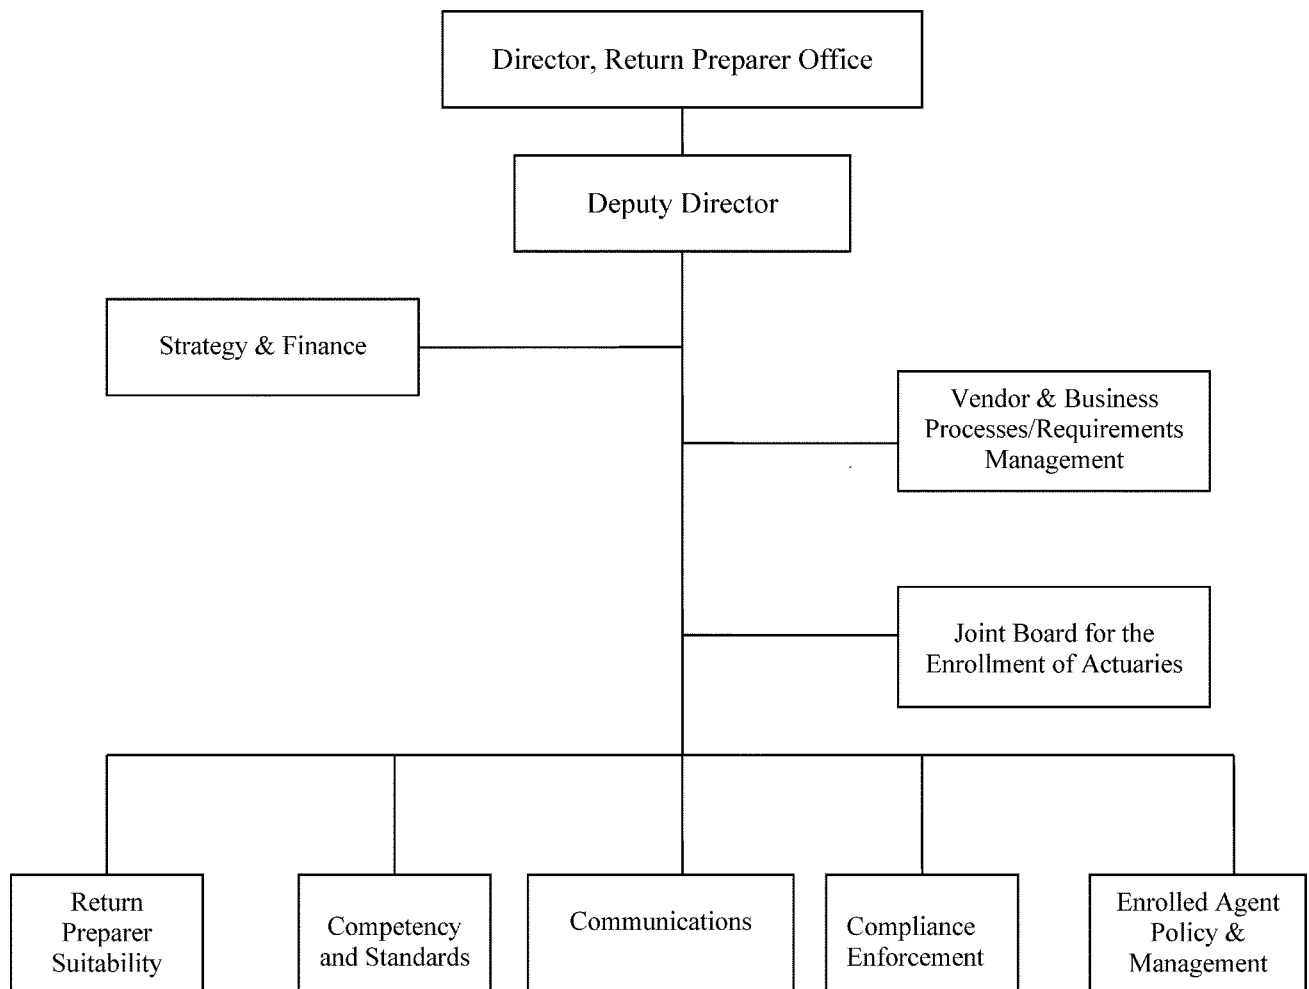 Director, Return Preparer Office
Deputy Director
Strategy & Finance
Vendor & Business
Processes/Requirements
Management
Joint Board for the
Enrollment of Actuaries
Return
Preparer
Suitability
Competency
and Standards
Communications
Compliance
Enforcement
Enrolled Agent
Policy &
Management